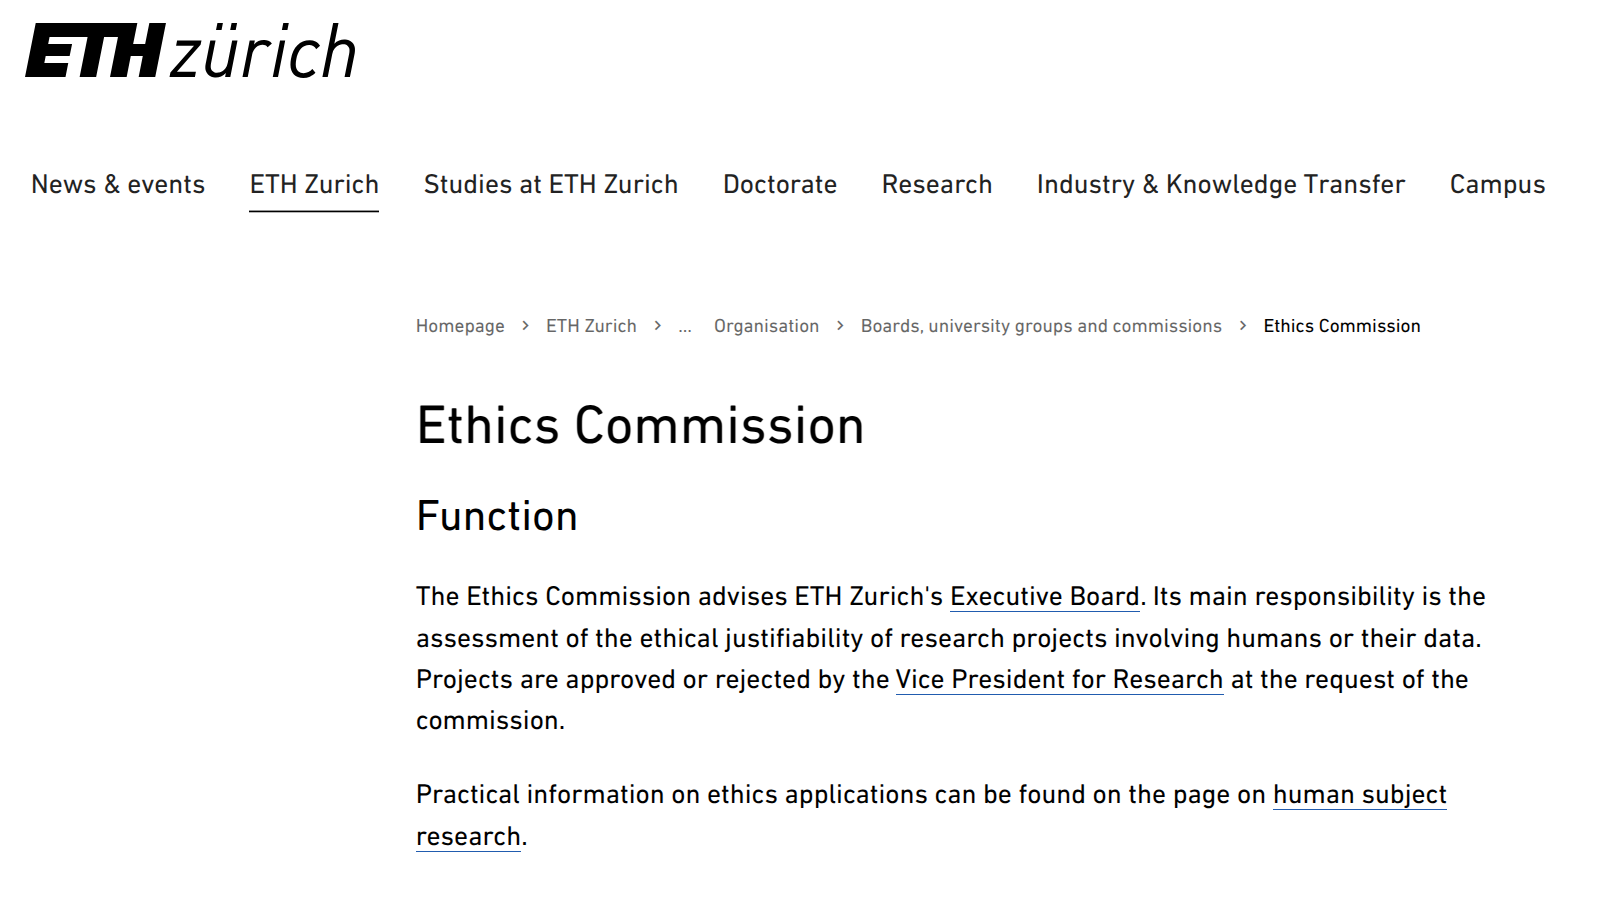 ETH zürich
News & events ETH Zurich Studies at ETH Zurich Doctorate Research Industry & Knowledge Transfer Campus
Homepage > ETH Zurich > ... Organisation > Boards, university groups and commissions > Ethics Commission
Ethics Commission
Function
The Ethics Commission advises ETH Zurich's Executive Board. Its main responsibility is the
assessment of the ethical justifiability of research projects involving humans or their data.
Projects are approved or rejected by the Vice President for Research at the request of the
commission.
Practical information on ethics applications can be found on the page on human subject
research.